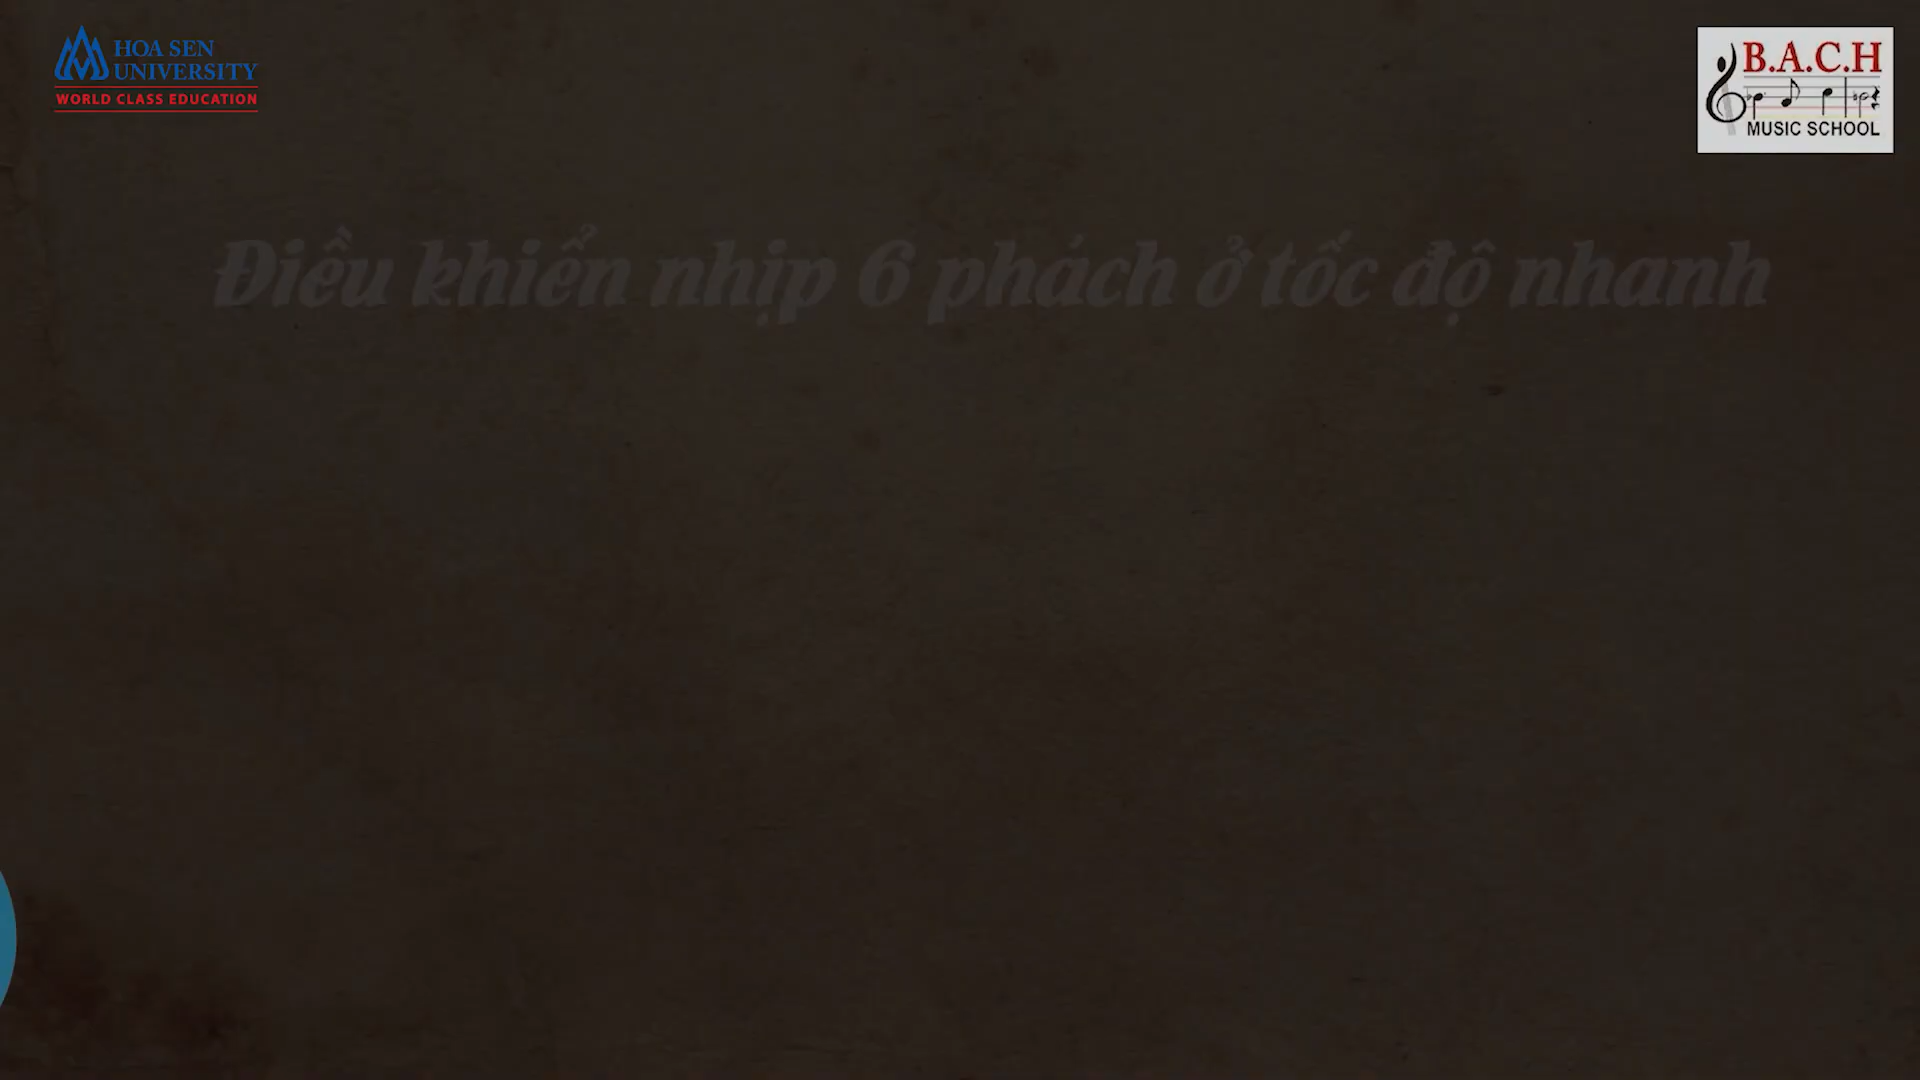 HOA SEN
UNIVERSITY
WORLD CLASS EDUCATION
B.A.C.H
MUSIC SCHOOL
Điều khiển nhịp 6 phách ở tốc độ nhanh